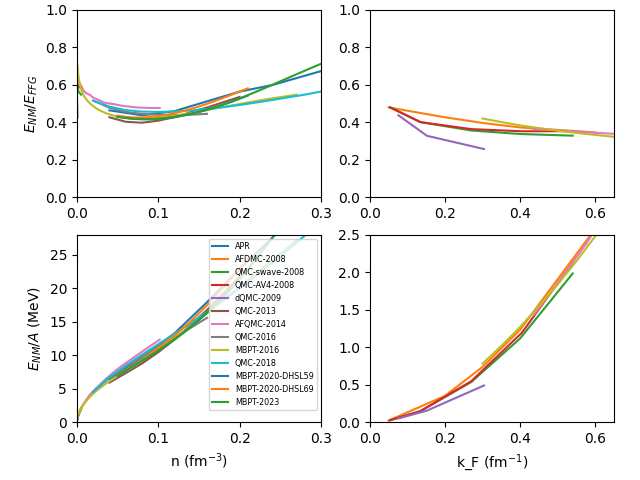 1.0
0.8
0.6
0.4
0.2
0.0
E_NM/E_FFG
0.0 0.1 0.2 0.3
1.0
0.8
0.6
0.4
0.2
0.0
0.0 0.2 0.4 0.6
25
20
15
10
5
0
E_NM/A (MeV)
0.0 0.1 0.2 0.3
n (fm⁻³)
APR
AFDMC-2008
QMC-swave-2008
QMC-AV4-2008
dQMC-2009
QMC-2013
AFQMC-2014
QMC-2016
MBPT-2016
QMC-2018
MBPT-2020-DHSL59
MBPT-2020-DHSL69
MBPT-2023
2.5
2.0
1.5
1.0
0.5
0.0
0.0 0.2 0.4 0.6
k_F (fm⁻¹)